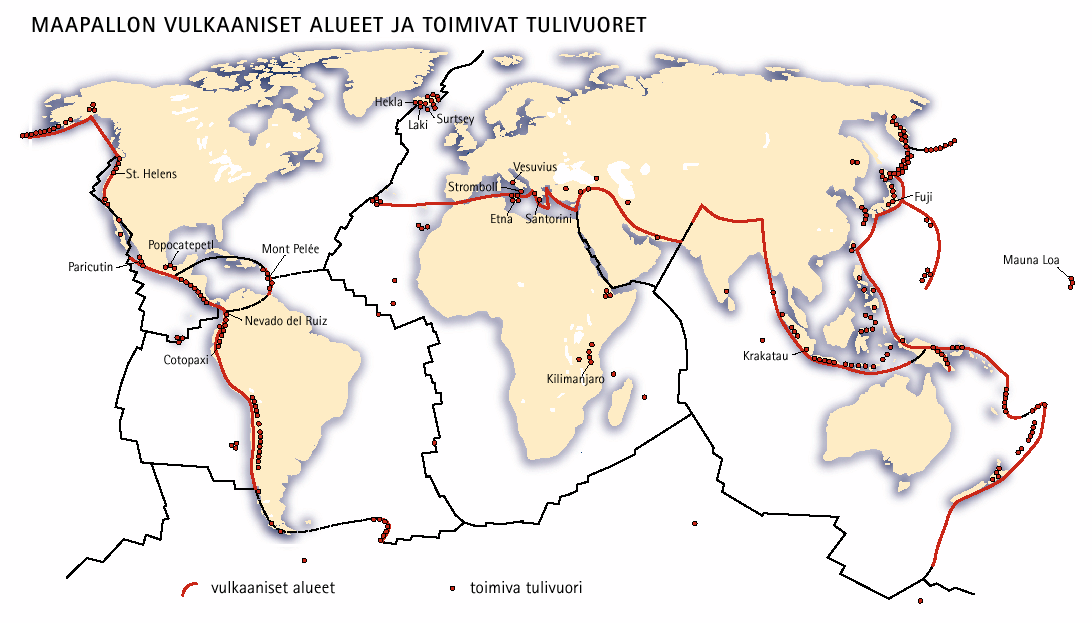 MAAPALLON VULKAANISET ALUEET JA TOIMIVAT TULIVUORET
Hekla
Laki
Surtsey
St. Helens
Vesuvius
Stromboli
Etna
Santorini
Fuji
Popocatepetl
Mont Pelée
Paricutin
Mauna Loa
Nevado del Ruiz
Cotopaxi
Krakatau
Kilimanjaro
vulkaaniset alueet
toimiva tulivuori